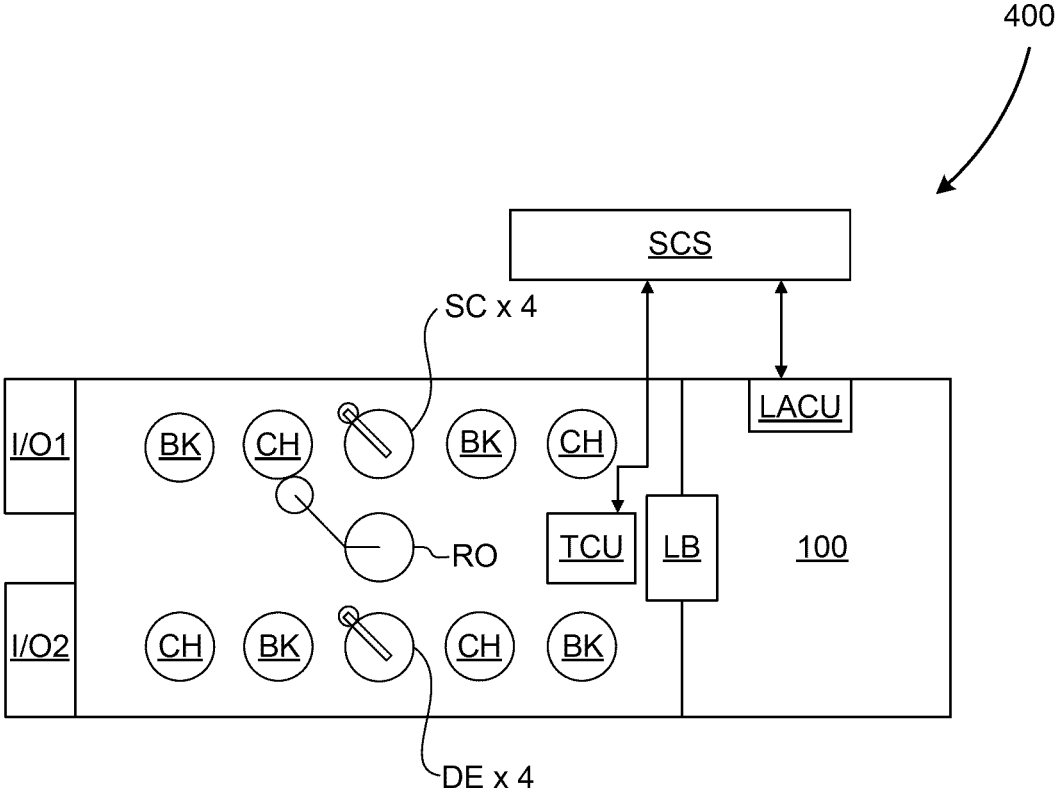 400
SCS
SC x 4
LACU
I/O1
BK
CH
BK
CH
RO
TCU
LB
100
I/O2
CH
BK
CH
BK
DE x 4